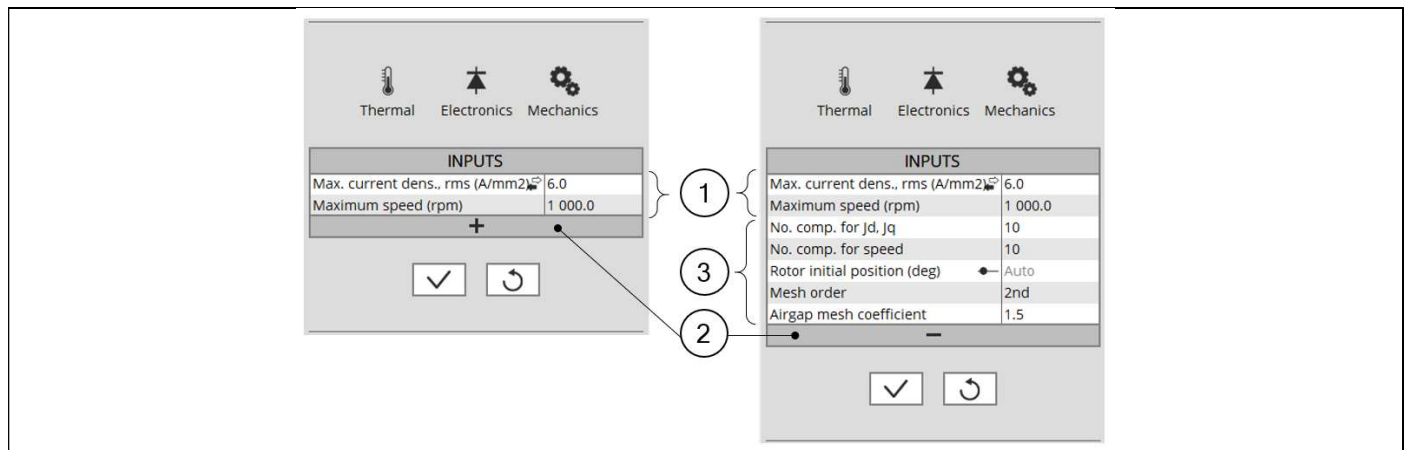 Thermal Electronics Mechanics
INPUTS
Max. current dens., rms (A/mm2) 6.0
Maximum speed (rpm) 1 000.0
+
1
2
3
Thermal Electronics Mechanics
INPUTS
Max. current dens., rms (A/mm2) 6.0
Maximum speed (rpm) 1 000.0
No. comp. for Jd, Jq 10
No. comp. for speed 10
Rotor initial position (deg) Auto
Mesh order 2nd
Airgap mesh coefficient 1.5
−